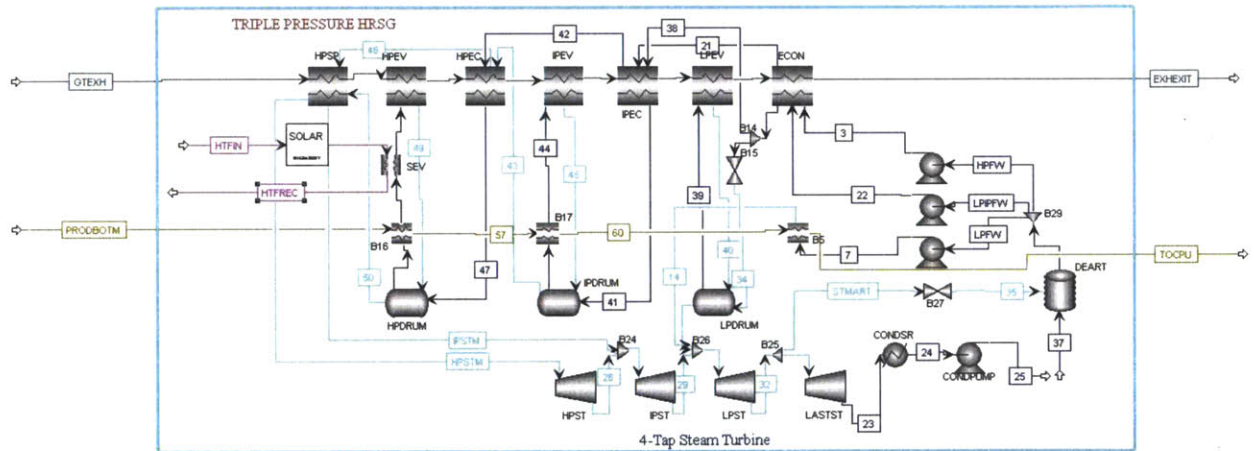 TRIPLE PRESSURE HRSG
42
38
HPSP
46
HPEV
HPEC
IPEV
21
LPEV
ECON
GTEXH
EXHEXIT
IPEC
B14
3
HTFIN
SOLAR
B15
HPFW
49
44
SEV
43
45
39
22
LPIPFW
HTFREC
B29
PRODBOTM
B17
LPFW
B16
57
60
B5
7
TOCPU
14
40
34
DEART
50
47
IPDRUM
41
STMART
35
B27
HPDRUM
LPDRUM
CONDSR
IPSTM
B24
B26
B25
24
37
HPSTM
28
29
32
CONDPUMP
25
HPST
IPST
LPST
LASTST
23
4-Tap Steam Turbine